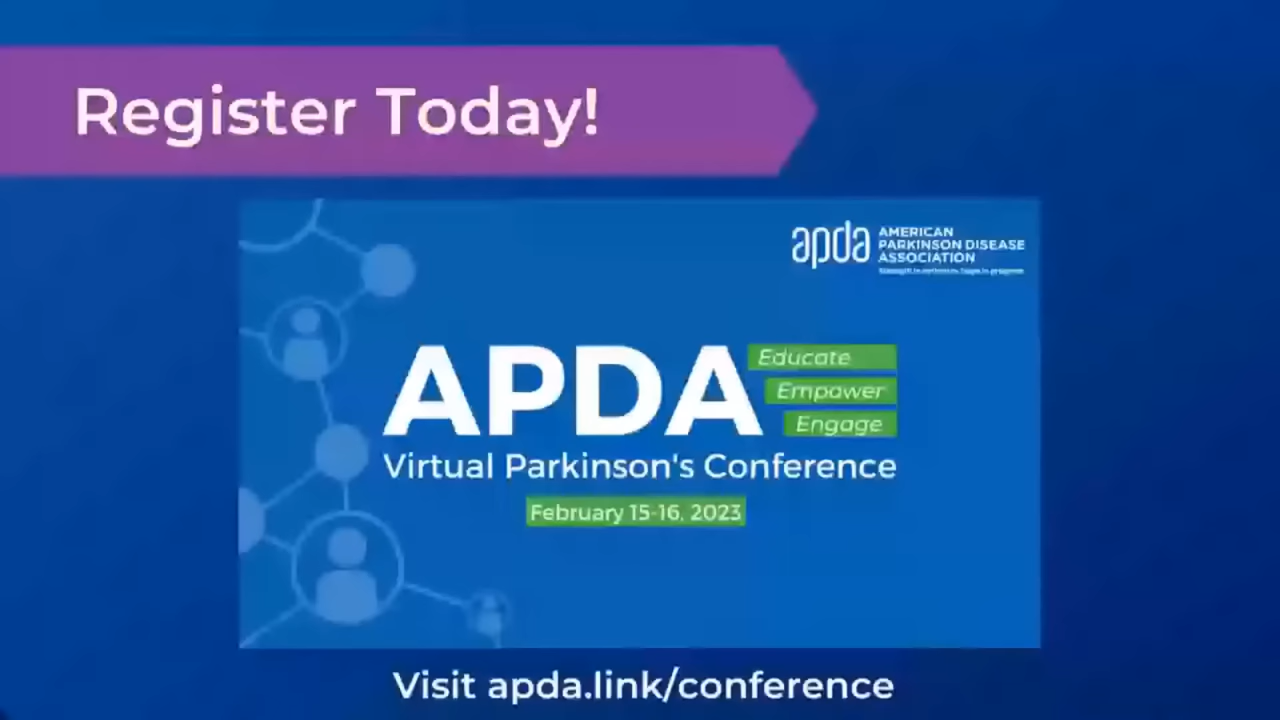 Register Today!
apda
AMERICAN
PARKINSON DISEASE
ASSOCIATION
APDA
Educate
Empower
Engage
Virtual Parkinson's Conference
February 15-16, 2023
Visit apda.link/conference